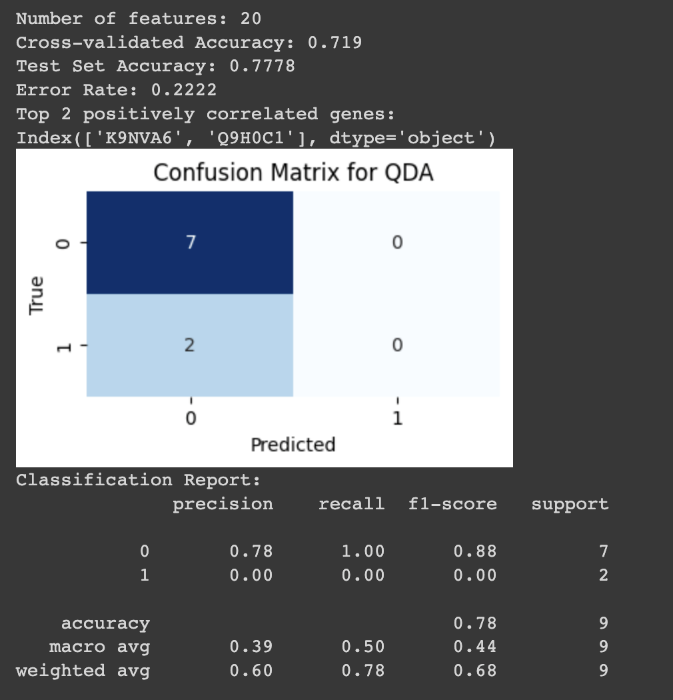 Number of features: 20
Cross-validated Accuracy: 0.719
Test Set Accuracy: 0.7778
Error Rate: 0.2222
Top 2 positively correlated genes:
Index(['K9NVA6', 'Q9H0C1'], dtype='object')
Confusion Matrix for QDA
0 7 0
True
1 2 0
0 1
Predicted
Classification Report:
precision recall f1-score support
0 0.78 1.00 0.88 7
1 0.00 0.00 0.00 2
accuracy 0.78 9
macro avg 0.39 0.50 0.44 9
weighted avg 0.60 0.78 0.68 9